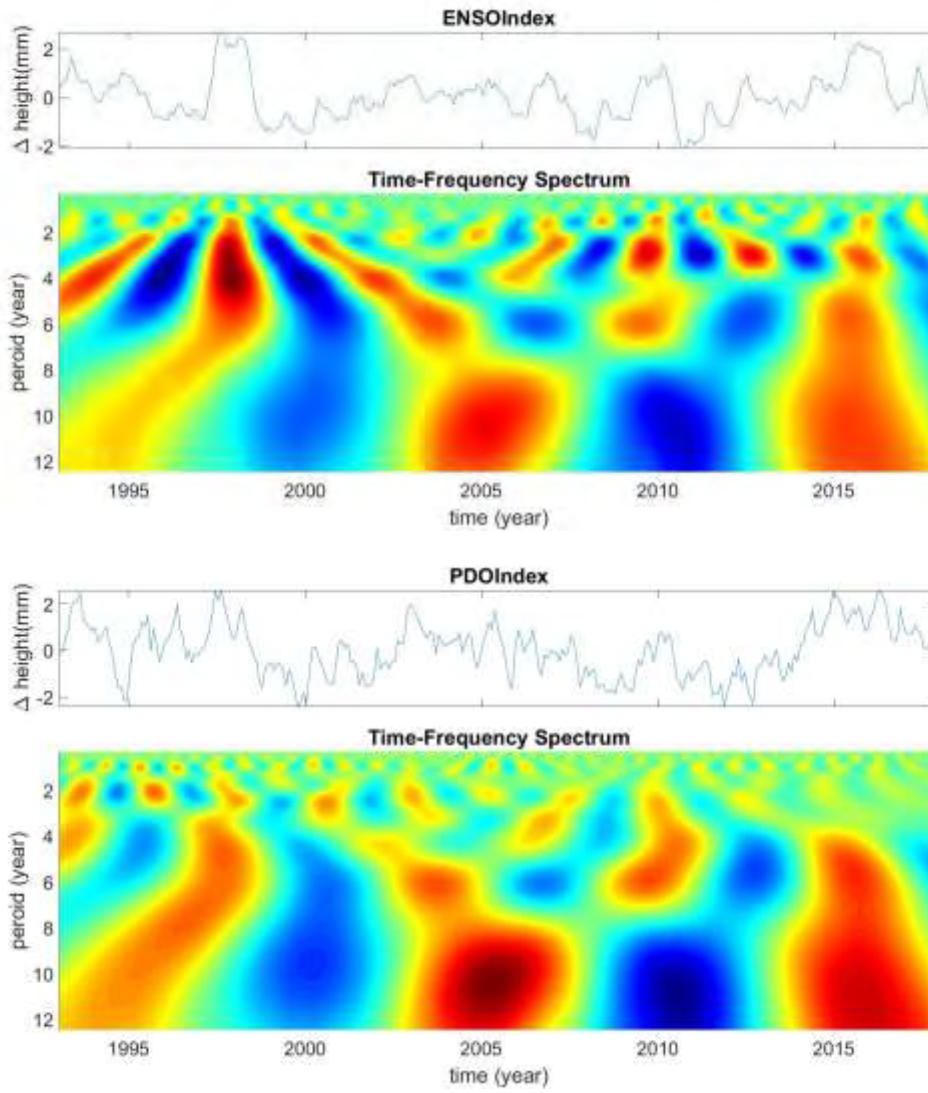 ENSOIndex
Δ height(mm)
2
0
-2
Time-Frequency Spectrum
peroid (year)
2
4
6
8
10
12
1995 2000 2005 2010 2015
time (year)
PDOIndex
Δ height(mm)
2
0
-2
Time-Frequency Spectrum
peroid (year)
2
4
6
8
10
12
1995 2000 2005 2010 2015
time (year)